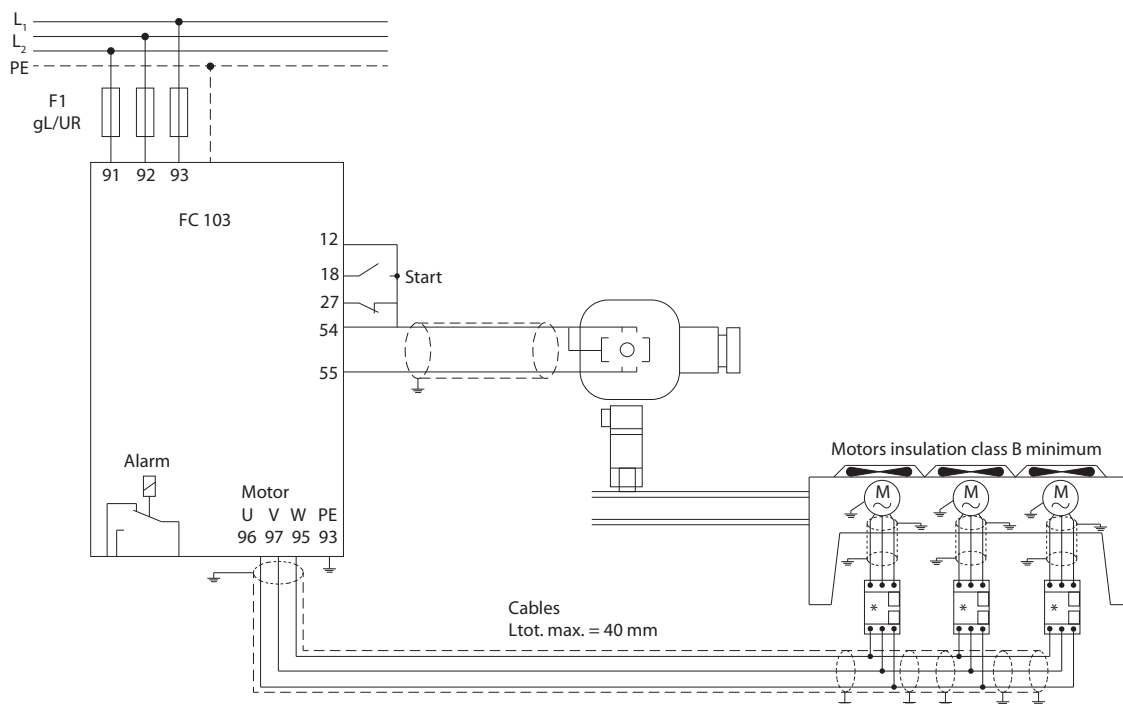 L1
L2
L2
PE
F1
gL/UR
91 92 93
FC 103
12
18 Start
27
54
55
Alarm
Motor
U V W PE
96 97 95 93
Motors insulation class B minimum
M M M
* * *
Cables
Ltot. max. = 40 mm